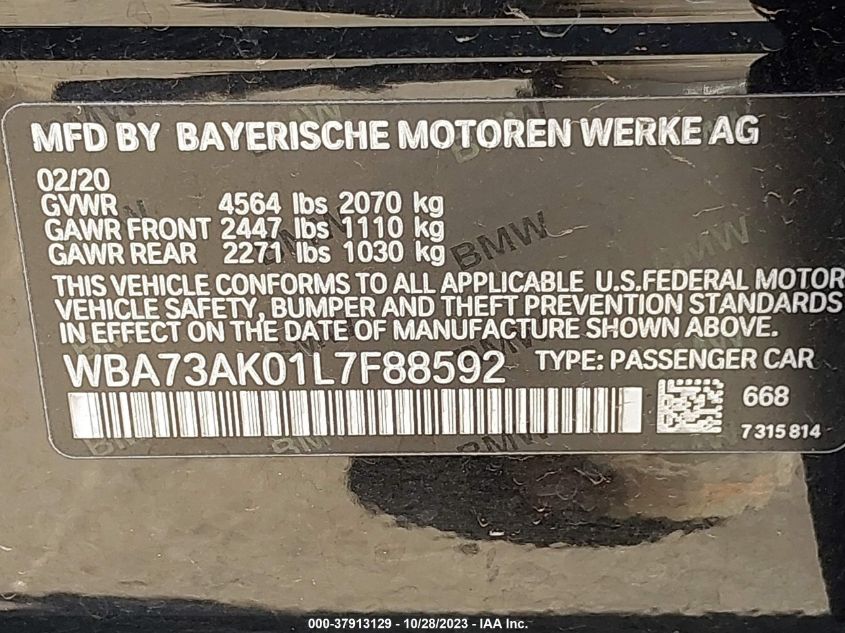 MFD BY BAYERISCHE MOTOREN WERKE AG
02/20
GVWR 4564 lbs 2070 kg
GAWR FRONT 2447 lbs 1110 kg
GAWR REAR 2271 lbs 1030 kg
THIS VEHICLE CONFORMS TO ALL APPLICABLE U.S.FEDERAL MOTOR
VEHICLE SAFETY, BUMPER AND THEFT PREVENTION STANDARDS
IN EFFECT ON THE DATE OF MANUFACTURE SHOWN ABOVE.
WBA73AK01L7F88592 TYPE: PASSENGER CAR
668
7 315 814
000-37913129 - 10/28/2023 - IAA Inc.